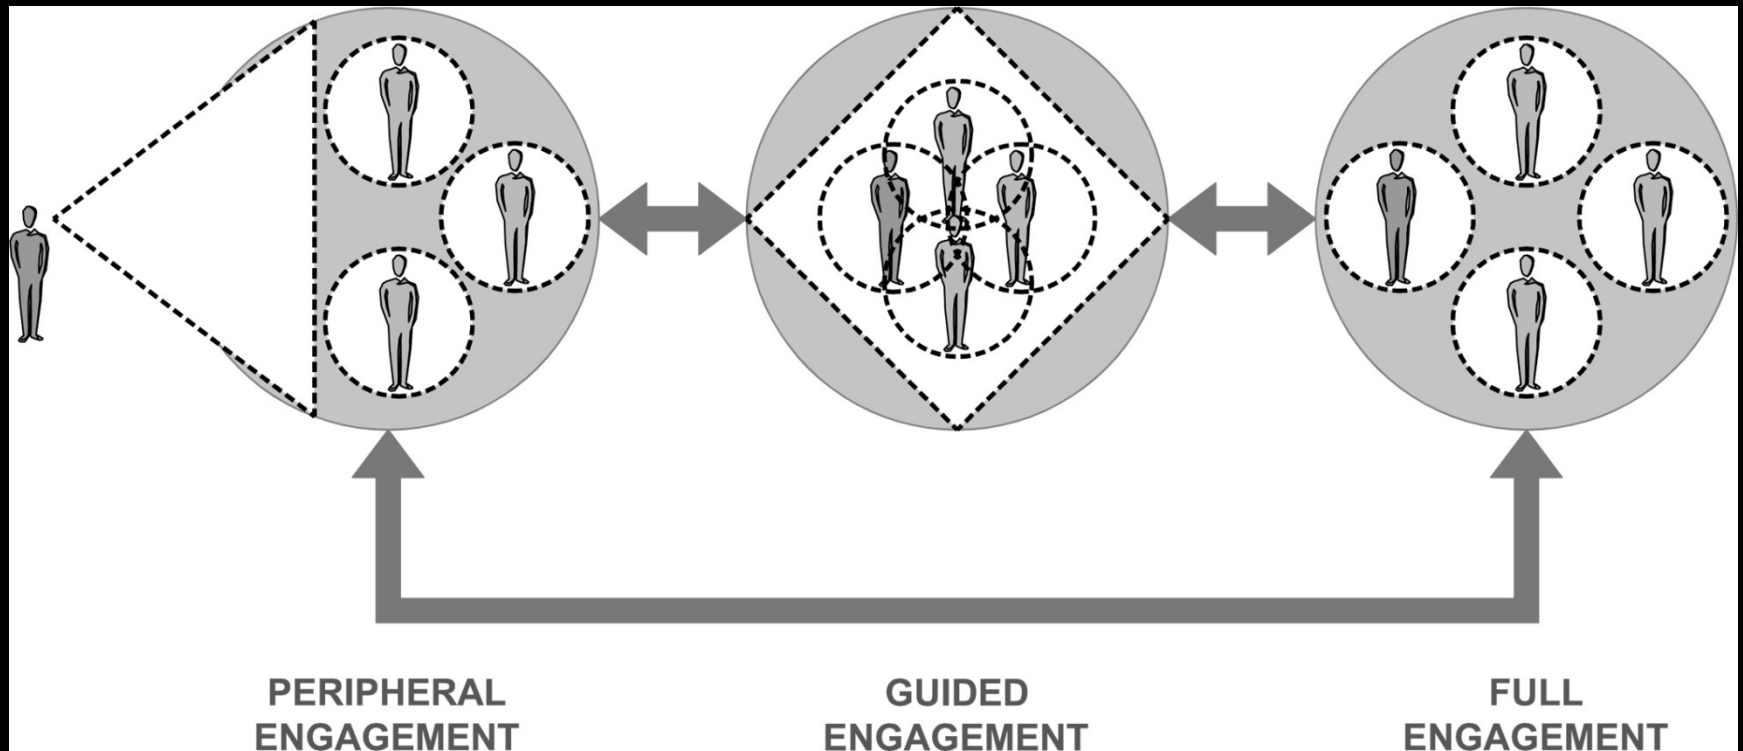 PERIPHERAL
ENGAGEMENT
GUIDED
ENGAGEMENT
FULL
ENGAGEMENT